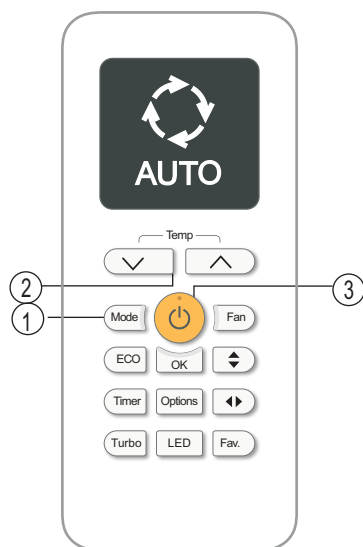 AUTO
Temp
2
3
1
Mode
Fan
ECO
OK
Timer
Options
Turbo
LED
Fav.